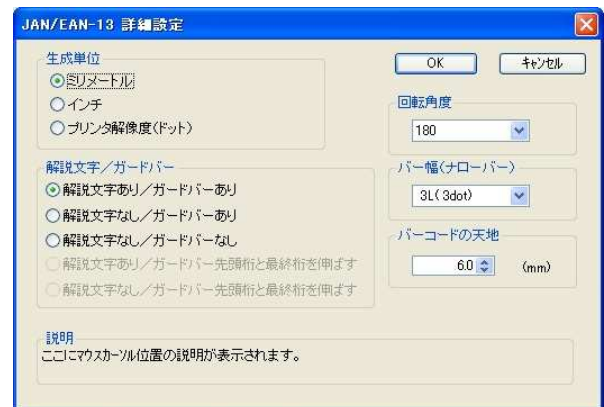 JAN/EAN-13 詳細設定
生成単位
ミリメートル
インチ
プリンタ解像度(ドット)
解説文字/ガードバー
解説文字あり/ガードバーあり
解説文字なし/ガードバーあり
解説文字なし/ガードバーなし
解説文字あり/ガードバー先頭桁と最終桁を伸ばす
解説文字なし/ガードバー先頭桁と最終桁を伸ばす
OK
キャンセル
回転角度
180
バー幅(ナローバー)
3L( 3dot)
バーコードの天地
6.0 (mm)
説明
ここにマウスカーソル位置の説明が表示されます。